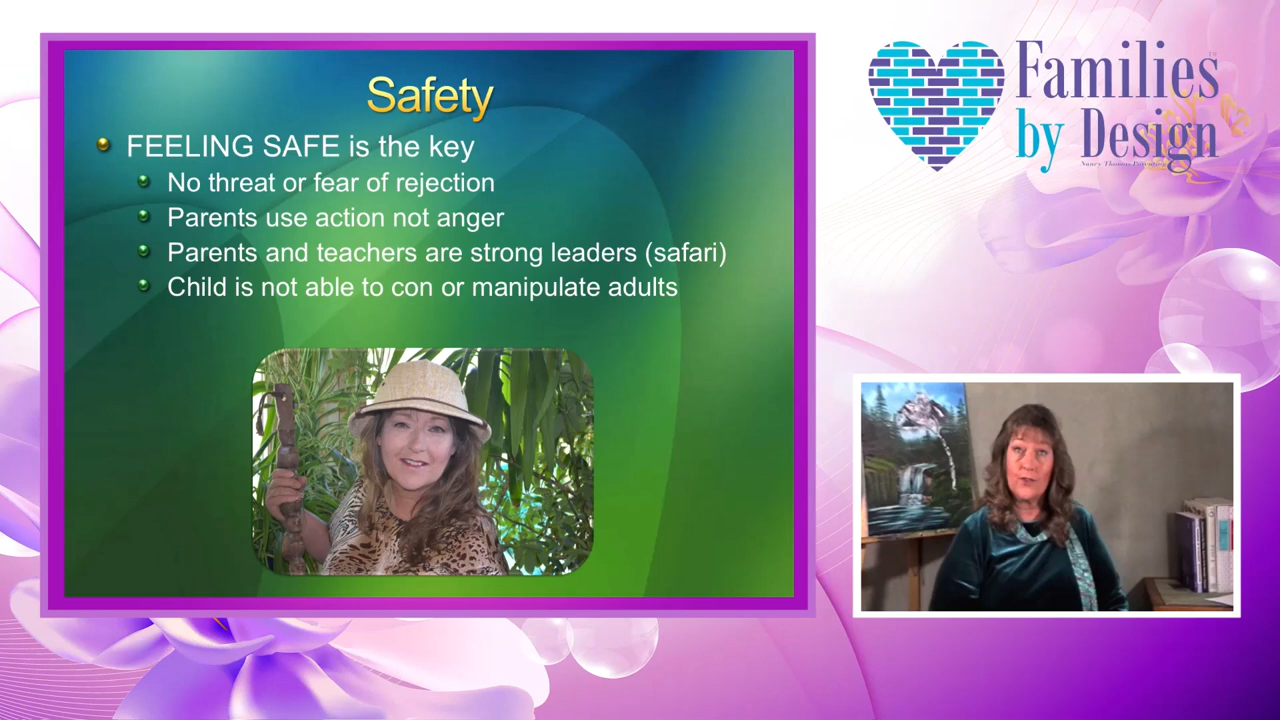 Safety
FEELING SAFE is the key
No threat or fear of rejection
Parents use action not anger
Parents and teachers are strong leaders (safari)
Child is not able to con or manipulate adults
Families
by Design